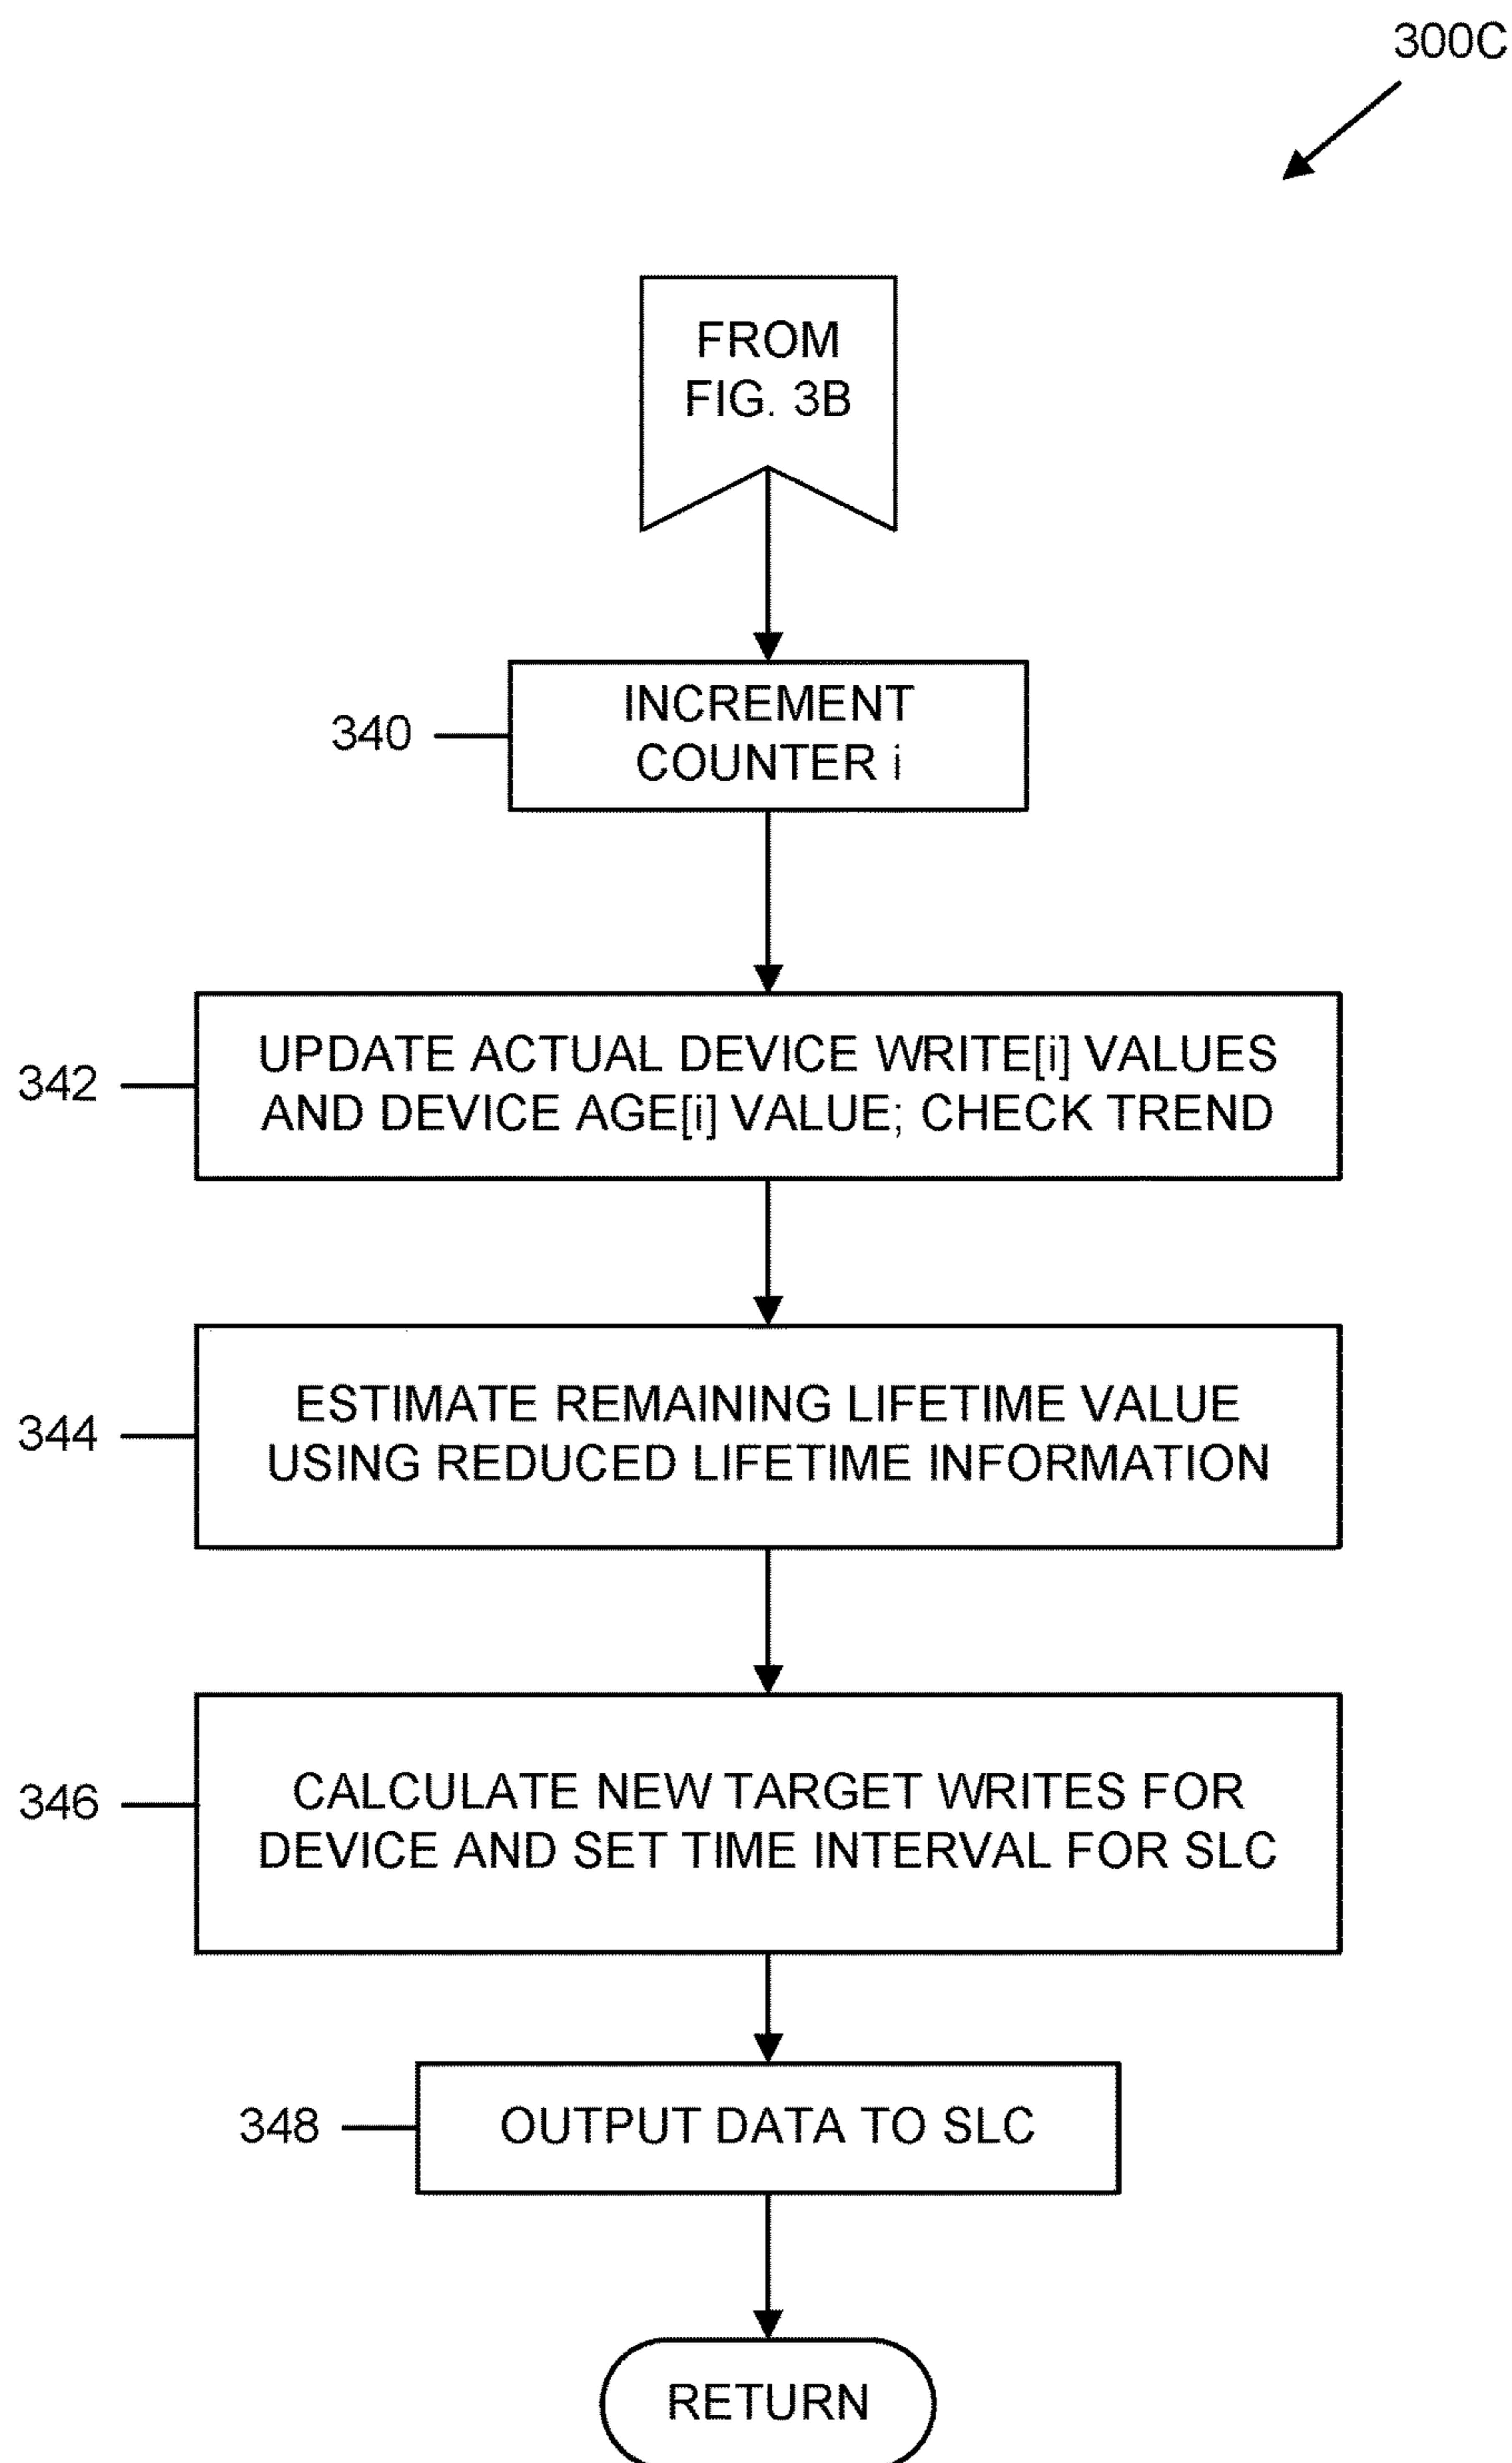 300C
FROM
FIG. 3B
340
INCREMENT
COUNTER i
342
UPDATE ACTUAL DEVICE WRITE[i] VALUES
AND DEVICE AGE[i] VALUE; CHECK TREND
344
ESTIMATE REMAINING LIFETIME VALUE
USING REDUCED LIFETIME INFORMATION
346
CALCULATE NEW TARGET WRITES FOR
DEVICE AND SET TIME INTERVAL FOR SLC
348
OUTPUT DATA TO SLC
RETURN